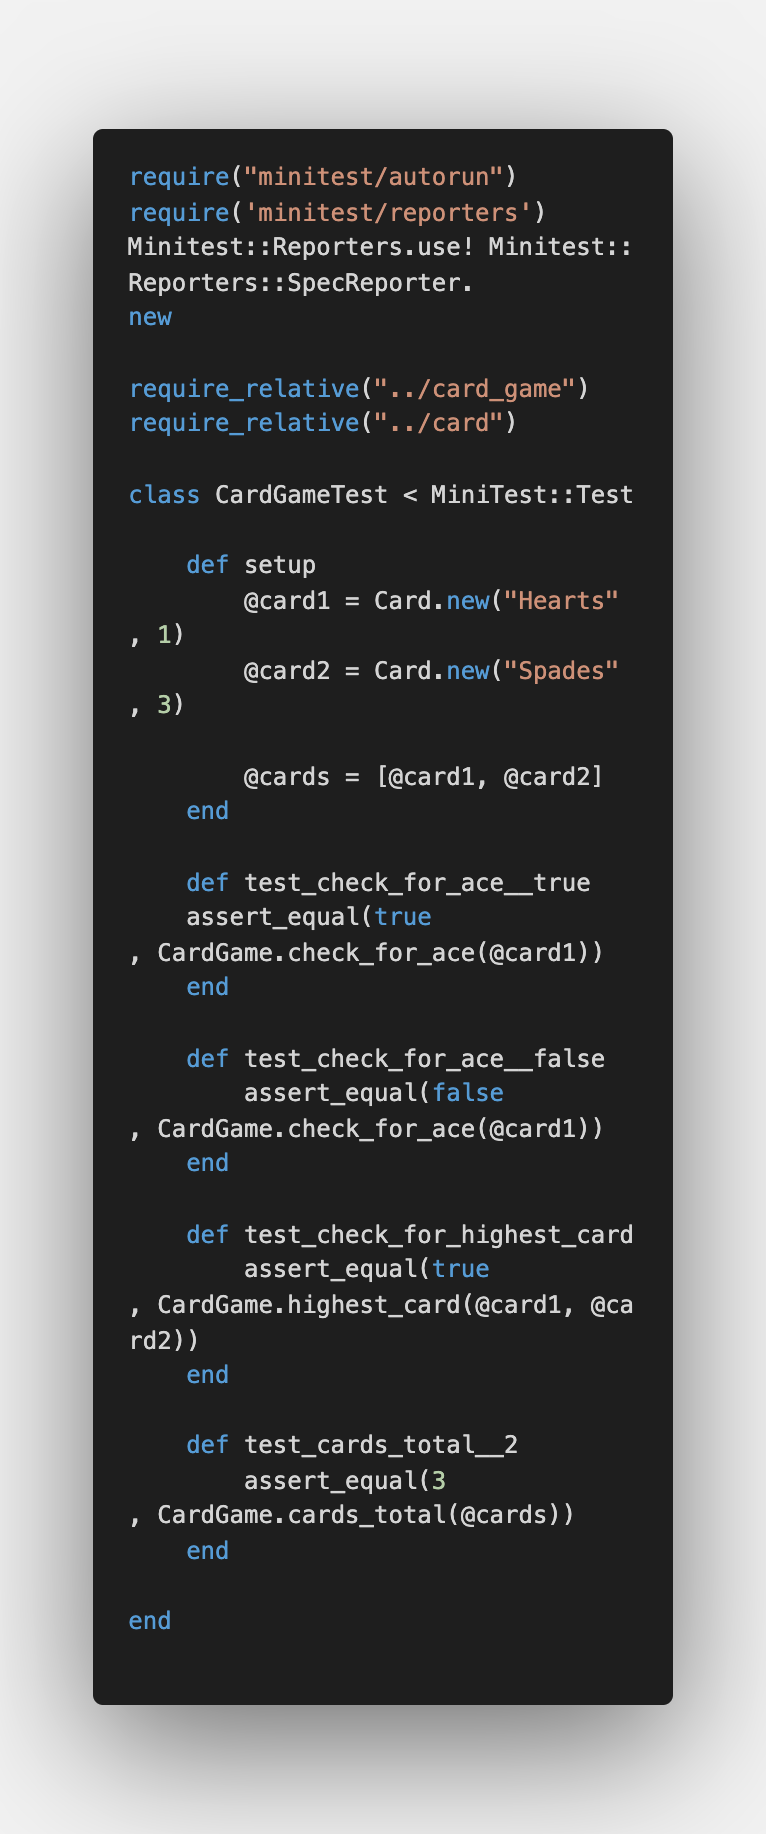 require("minitest/autorun")
require('minitest/reporters')
Minitest::Reporters.use! Minitest::
Reporters::SpecReporter.
new

require_relative("../card_game")
require_relative("../card")

class CardGameTest < MiniTest::Test

    def setup
        @card1 = Card.new("Hearts"
, 1)
        @card2 = Card.new("Spades"
, 3)

        @cards = [@card1, @card2]
    end

    def test_check_for_ace__true
    assert_equal(true
, CardGame.check_for_ace(@card1))
    end

    def test_check_for_ace__false
        assert_equal(false
, CardGame.check_for_ace(@card1))
    end

    def test_check_for_highest_card
        assert_equal(true
, CardGame.highest_card(@card1, @ca
rd2))
    end

    def test_cards_total__2
        assert_equal(3
, CardGame.cards_total(@cards))
    end

end